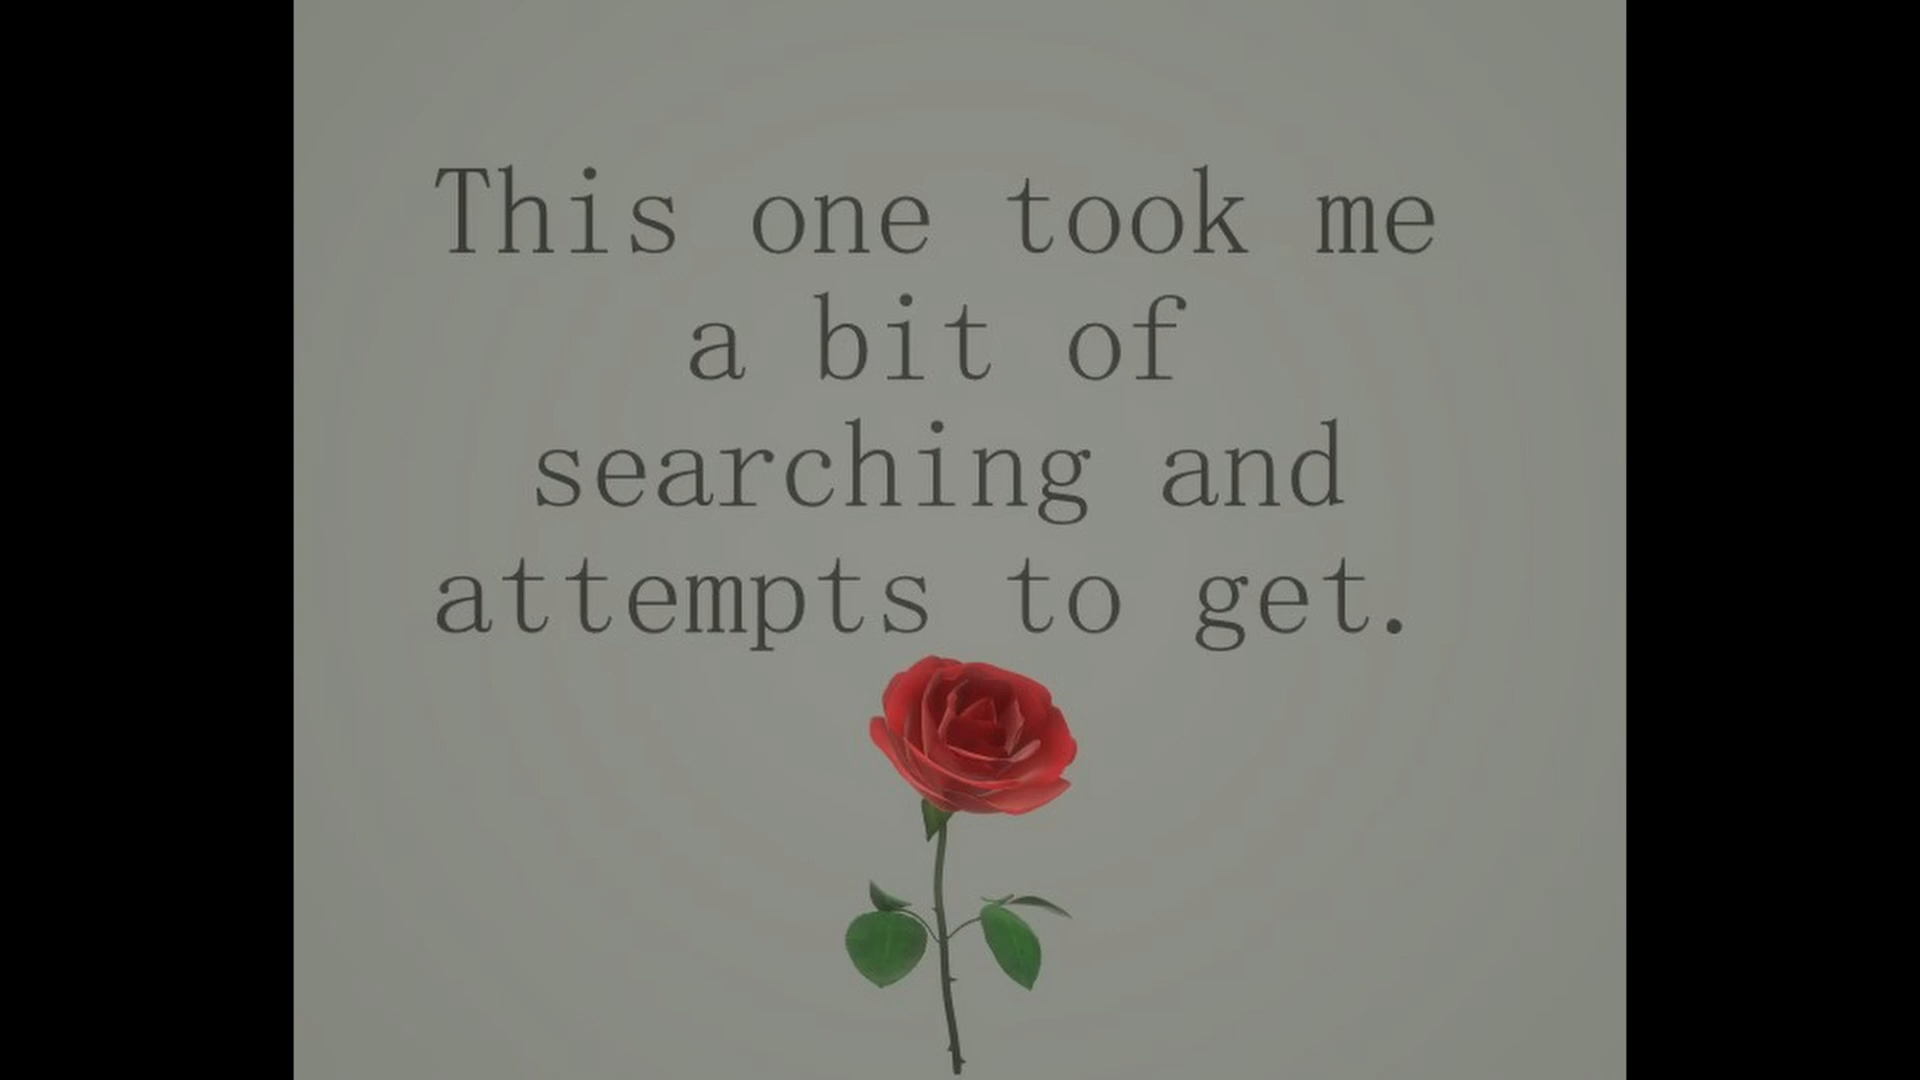 This one took me
a bit of
searching and
attempts to get.